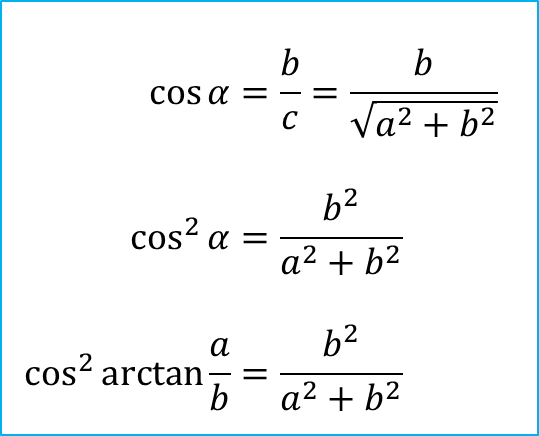 cos α = b/c = b/√(a² + b²)
cos² α = b²/(a² + b²)
cos² arctan a/b = b²/(a² + b²)